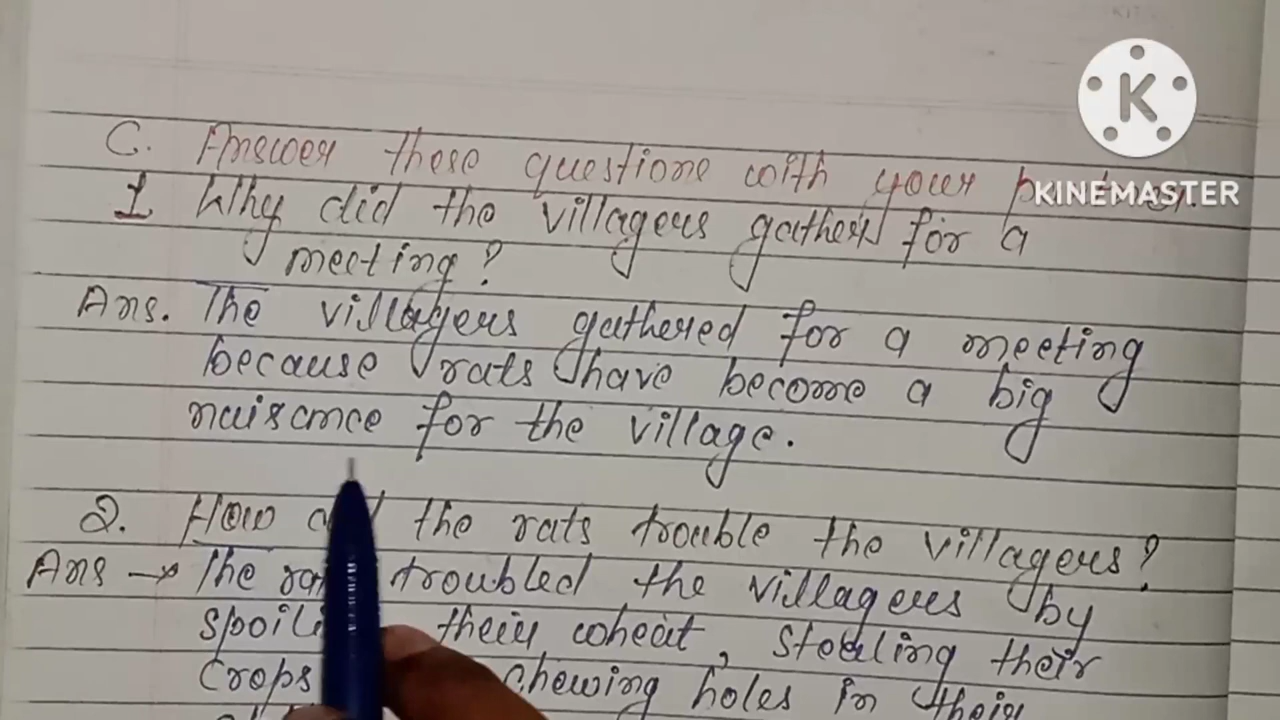 C. Answer these questions with your
1 Why did the villagers gather for a
meeting?
Ans. The villagers gathered for a meeting
because rats have become a big
naisance for the village.
2. How the rats trouble the villagers?
Ans → The troubled the villagers by
their wheat, stealing their
Crops chewing holes in their
KINEMASTER